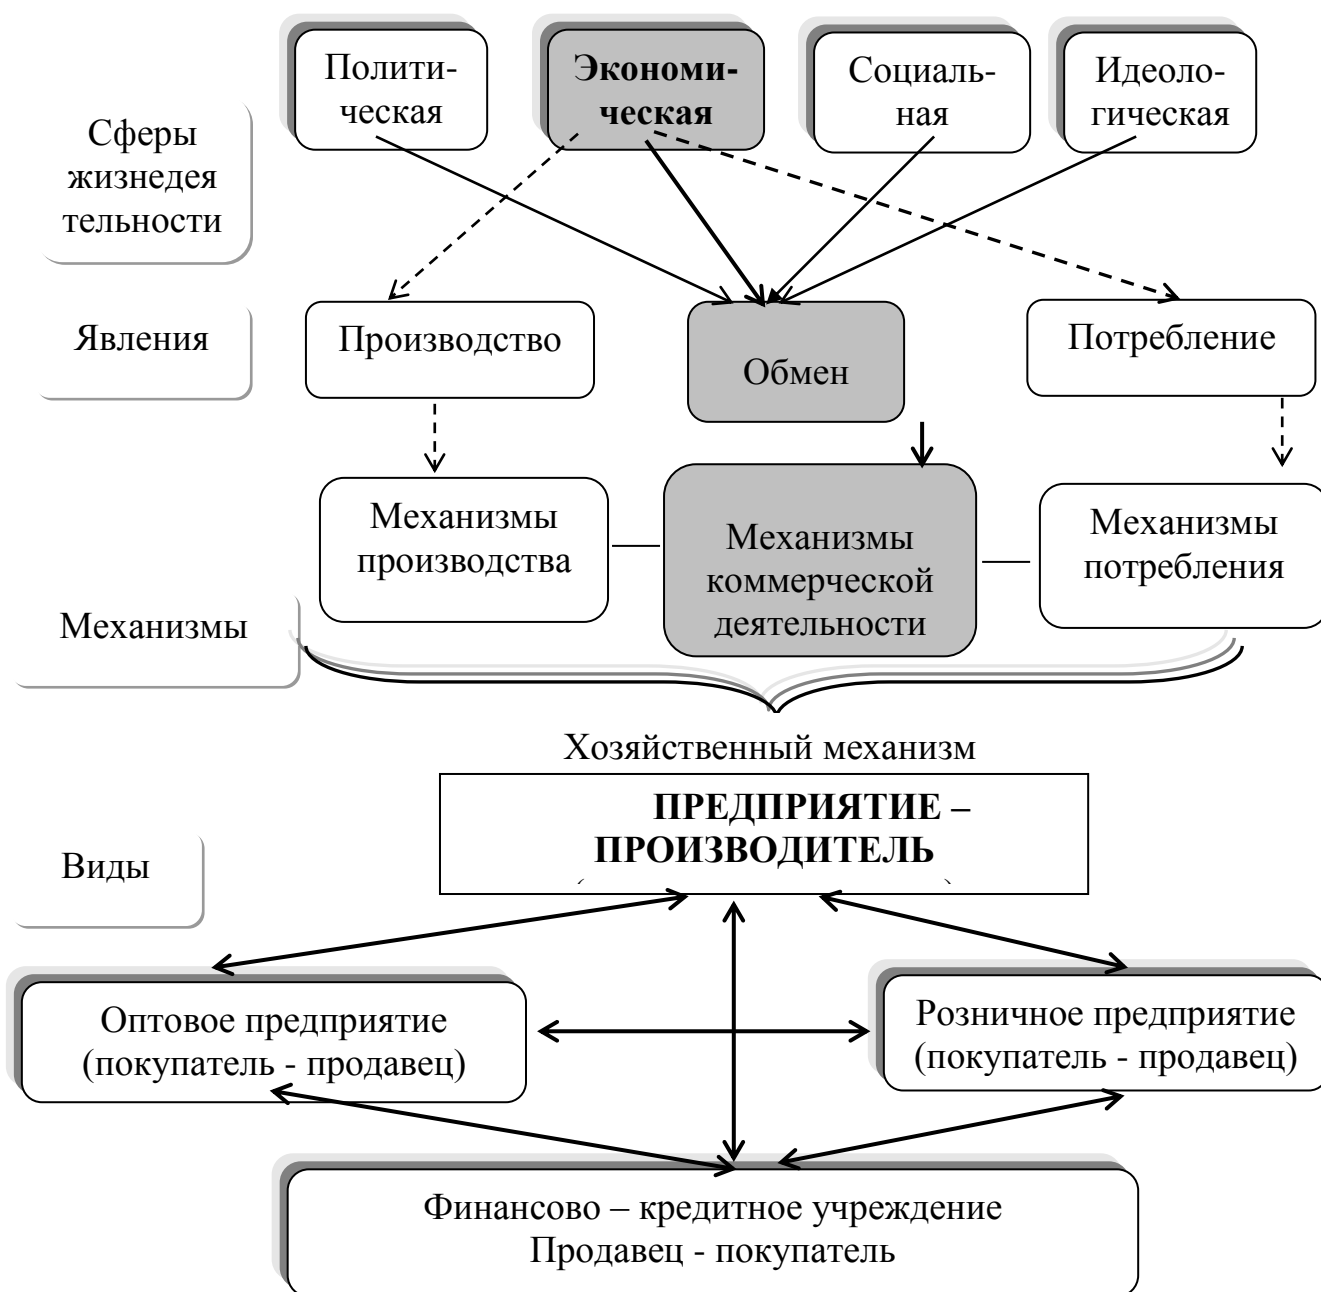 Полити-
ческая
Экономи-
ческая
Социаль-
ная
Идеоло-
гическая
Сферы
жизнедея
тельности
Явления
Производство
Обмен
Потребление
Механизмы
производства
Механизмы
коммерческой
деятельности
Механизмы
потребления
Механизмы
Хозяйственный механизм
ПРЕДПРИЯТИЕ –
ПРОИЗВОДИТЕЛЬ
Виды
Оптовое предприятие
(покупатель - продавец)
Розничное предприятие
(покупатель - продавец)
Финансово – кредитное учреждение
Продавец - покупатель